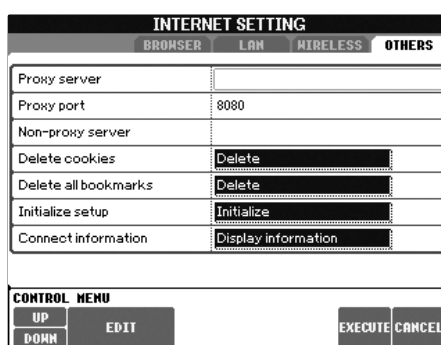 INTERNET SETTING
BROWSER LAN WIRELESS OTHERS
Proxy server
Proxy port 8080
Non-proxy server
Delete cookies Delete
Delete all bookmarks Delete
Initialize setup Initialize
Connect information Display information
CONTROL MENU
UP EDIT EXECUTE CANCEL
DOWN